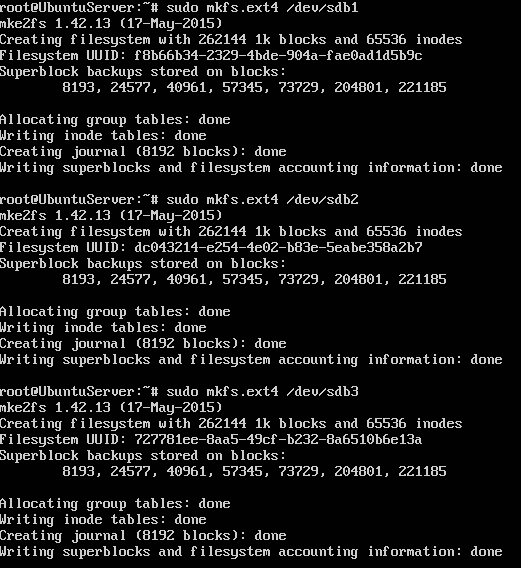 root@UbuntuServer:~# sudo mkfs.ext4 /dev/sdb1
mke2fs 1.42.13 (17-May-2015)
Creating filesystem with 262144 1k blocks and 65536 inodes
Filesystem UUID: f8b66b34-2329-4bde-904a-fae0ad1d5b9c
Superblock backups stored on blocks:
        8193, 24577, 40961, 57345, 73729, 204801, 221185

Allocating group tables: done
Writing inode tables: done
Creating journal (8192 blocks): done
Writing superblocks and filesystem accounting information: done

root@UbuntuServer:~# sudo mkfs.ext4 /dev/sdb2
mke2fs 1.42.13 (17-May-2015)
Creating filesystem with 262144 1k blocks and 65536 inodes
Filesystem UUID: dc043214-e254-4e02-b83e-5eabe358a2b7
Superblock backups stored on blocks:
        8193, 24577, 40961, 57345, 73729, 204801, 221185

Allocating group tables: done
Writing inode tables: done
Creating journal (8192 blocks): done
Writing superblocks and filesystem accounting information: done

root@UbuntuServer:~# sudo mkfs.ext4 /dev/sdb3
mke2fs 1.42.13 (17-May-2015)
Creating filesystem with 262144 1k blocks and 65536 inodes
Filesystem UUID: 727781ee-8aa5-49cf-b232-8a6510b6e13a
Superblock backups stored on blocks:
        8193, 24577, 40961, 57345, 73729, 204801, 221185

Allocating group tables: done
Writing inode tables: done
Creating journal (8192 blocks): done
Writing superblocks and filesystem accounting information: done